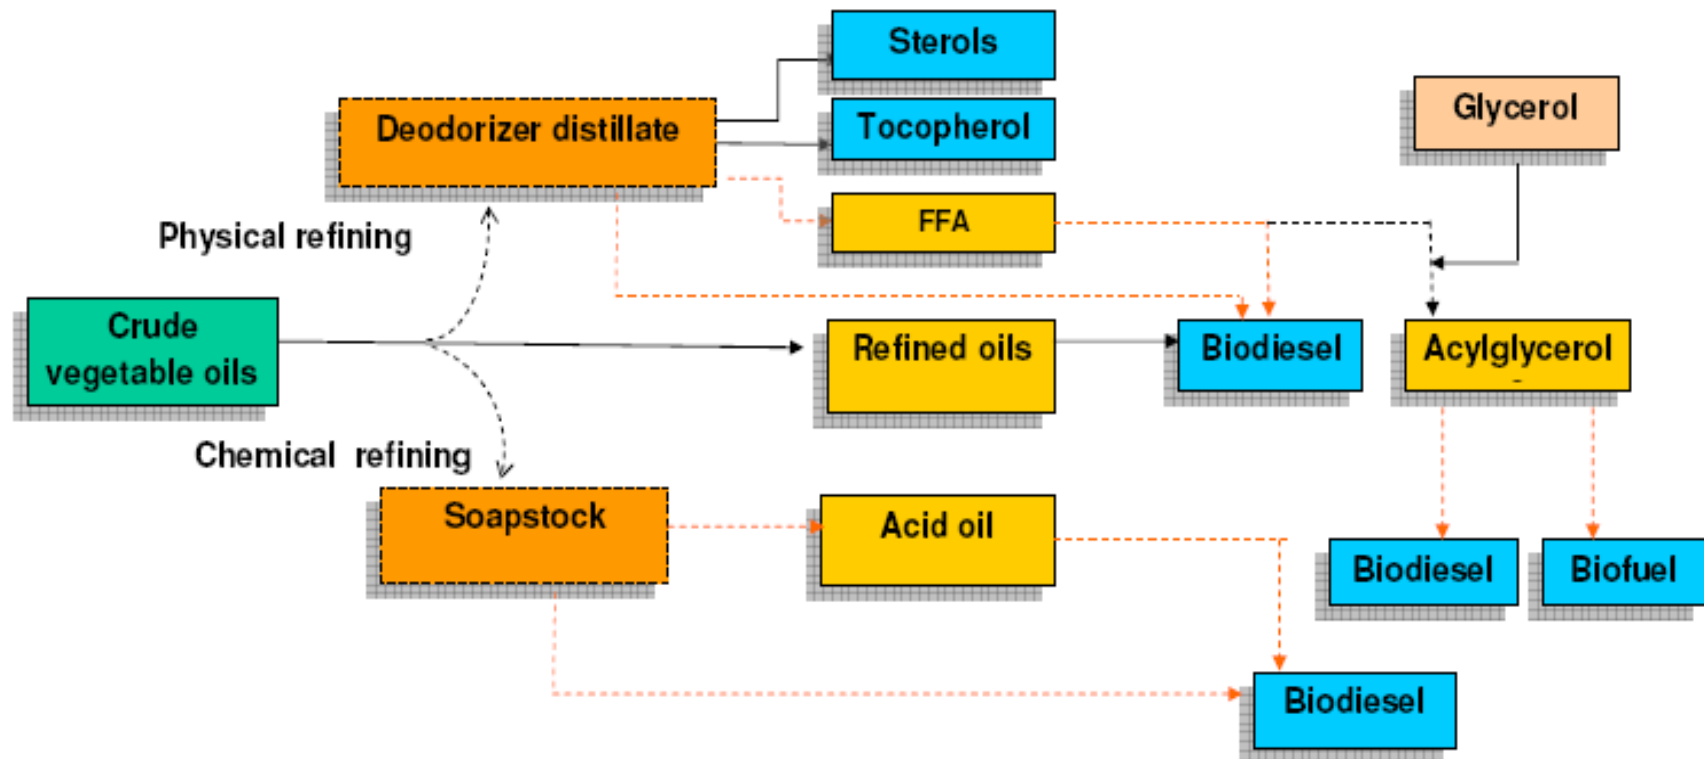 Sterols
Deodorizer distillate
Tocopherol
Glycerol
FFA
Physical refining
Crude
vegetable oils
Refined oils
Biodiesel
Acylglycerol
-
Chemical refining
Soapstock
Acid oil
Biodiesel
Biofuel
Biodiesel